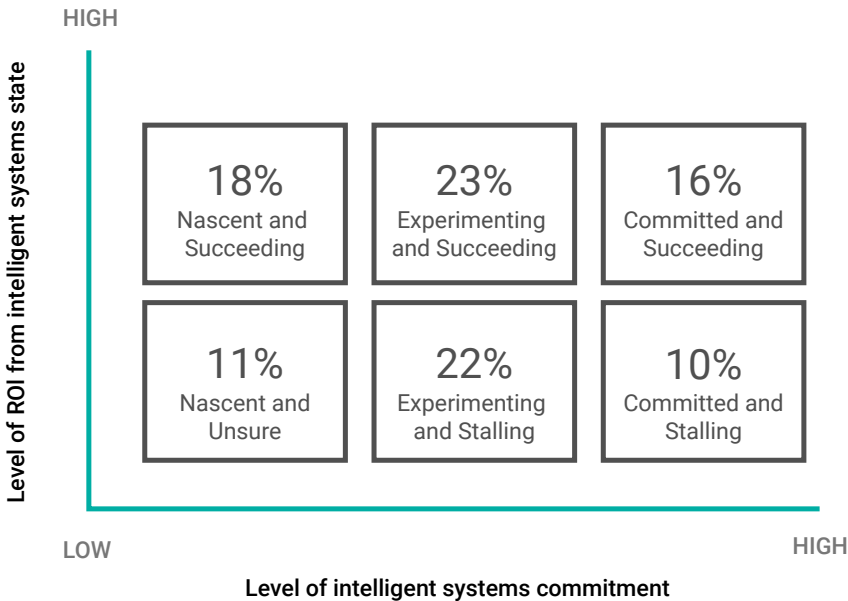 HIGH
Level of ROI from intelligent systems state
18%
Nascent and
Succeeding
23%
Experimenting
and Succeeding
16%
Committed and
Succeeding
11%
Nascent and
Unsure
22%
Experimenting
and Stalling
10%
Committed and
Stalling
LOW
HIGH
Level of intelligent systems commitment